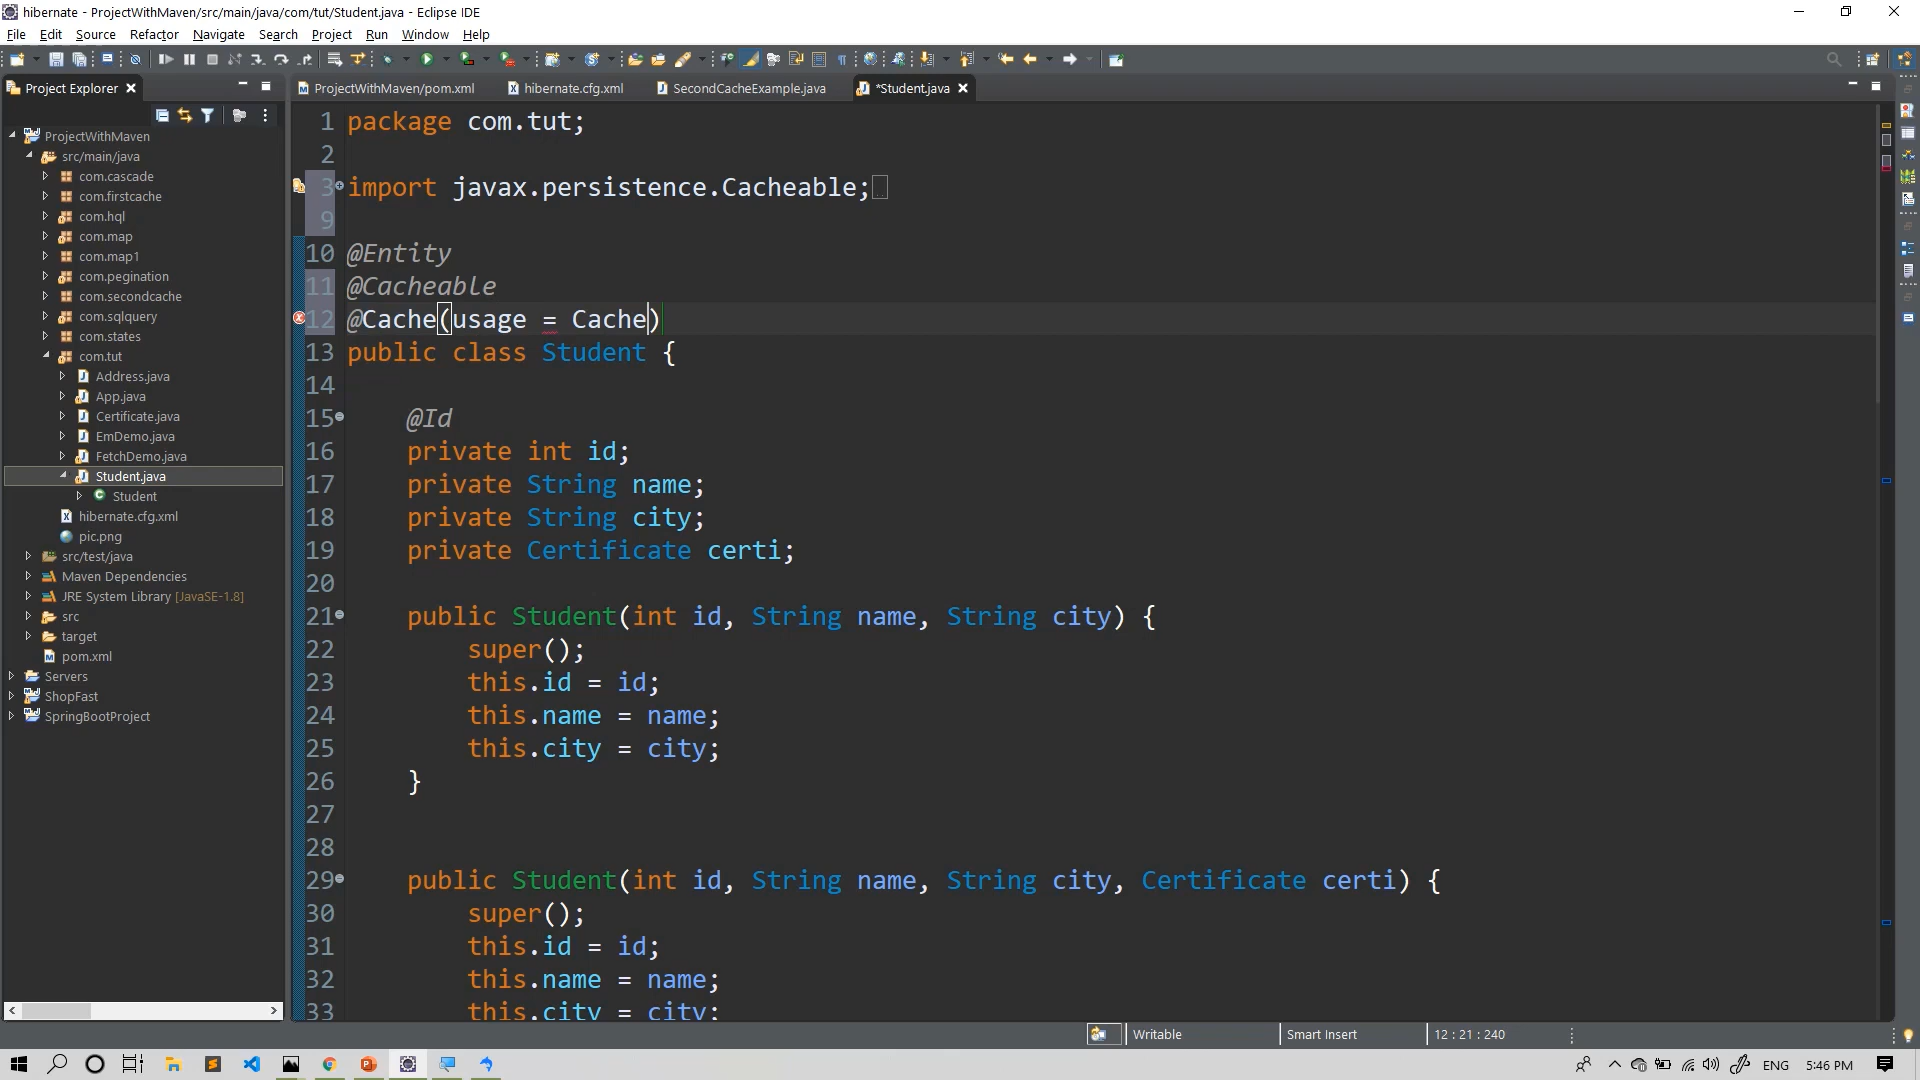 hibernate - ProjectWithMaven/src/main/java/com/tut/Student.java - Eclipse IDE
File Edit Source Refactor Navigate Search Project Run Window Help
Project Explorer
ProjectWithMaven/pom.xml hibernate.cfg.xml SecondCacheExample.java *Student.java
ProjectWithMaven
src/main/java
com.cascade
com.firstcache
com.hql
com.map
com.map1
com.pegination
com.secondcache
com.sqlquery
com.states
com.tut
Address.java
App.java
Certificate.java
EmDemo.java
FetchDemo.java
Student.java
Student
hibernate.cfg.xml
pic.png
src/test/java
Maven Dependencies
JRE System Library [JavaSE-1.8]
src
target
pom.xml
Servers
ShopFast
SpringBootProject
1 package com.tut;
2
3 import javax.persistence.Cacheable;
9
10 @Entity
11 @Cacheable
12 @Cache(usage = Cache)
13 public class Student {
14
15 @Id
16 private int id;
17 private String name;
18 private String city;
19 private Certificate certi;
20
21 public Student(int id, String name, String city) {
22 super();
23 this.id = id;
24 this.name = name;
25 this.city = city;
26 }
27
28
29 public Student(int id, String name, String city, Certificate certi) {
30 super();
31 this.id = id;
32 this.name = name;
33 this.city = city;
Writable Smart Insert 12 : 21 : 240
ENG 5:46 PM